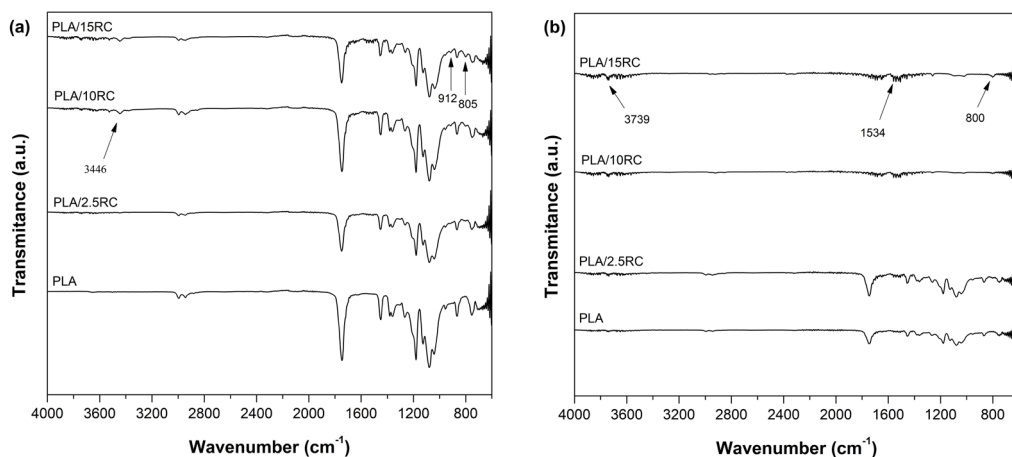 (a)
PLA/15RC
912
805
PLA/10RC
3446
PLA/2.5RC
PLA
Transmitance (a.u.)
4000 3600 3200 2800 2400 2000 1600 1200 800
Wavenumber (cm⁻¹)
(b)
PLA/15RC
3739
1534
800
PLA/10RC
PLA/2.5RC
PLA
Transmitance (a.u.)
4000 3600 3200 2800 2400 2000 1600 1200 800
Wavenumber (cm⁻¹)